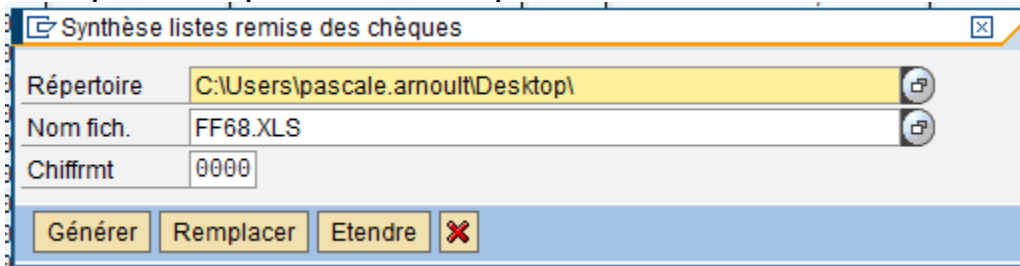 Synthèse listes remise des chèques
Répertoire C:\Users\pascale.arnoult\Desktop\
Nom fich. FF68.XLS
Chiffrmt 0000
Générer Remplacer Etendre